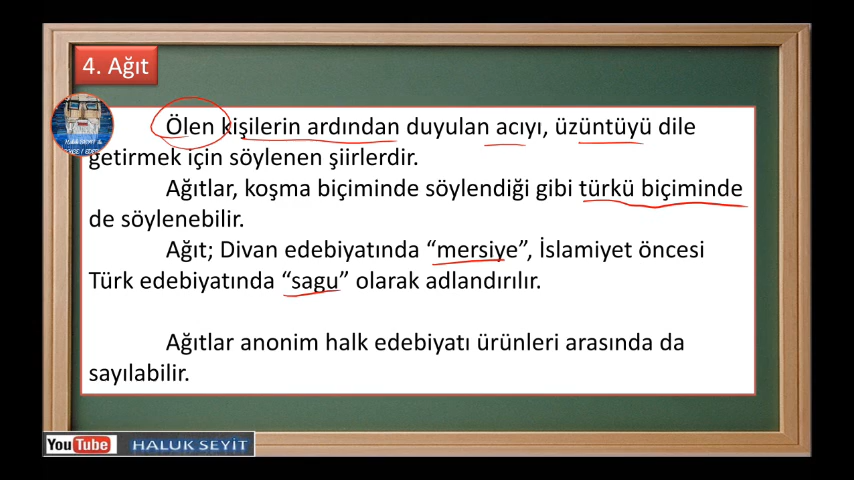 4. Ağıt
Ölen kişilerin ardından duyulan acıyı, üzüntüyü dile
getirmek için söylenen şiirlerdir.
Ağıtlar, koşma biçiminde söylendiği gibi türkü biçiminde
de söylenebilir.
Ağıt; Divan edebiyatında “mersiye”, İslamiyet öncesi
Türk edebiyatında “sagu” olarak adlandırılır.
Ağıtlar anonim halk edebiyatı ürünleri arasında da
sayılabilir.
YouTube HALUK SEYİT